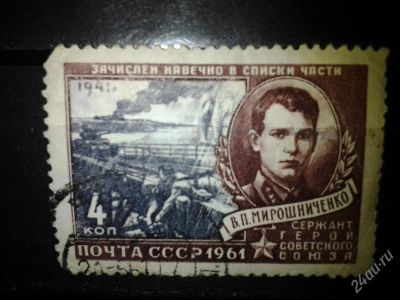 ЗАЧИСЛЕН НАВЕЧНО В СПИСКИ ЧАСТИ
1941г.
4
КОП
В.П.МИРОШНИЧЕНКО
СЕРЖАНТ
ГЕРОЙ
СОВЕТСКОГО
СОЮЗА
ПОЧТА СССР 1961
24au.ru